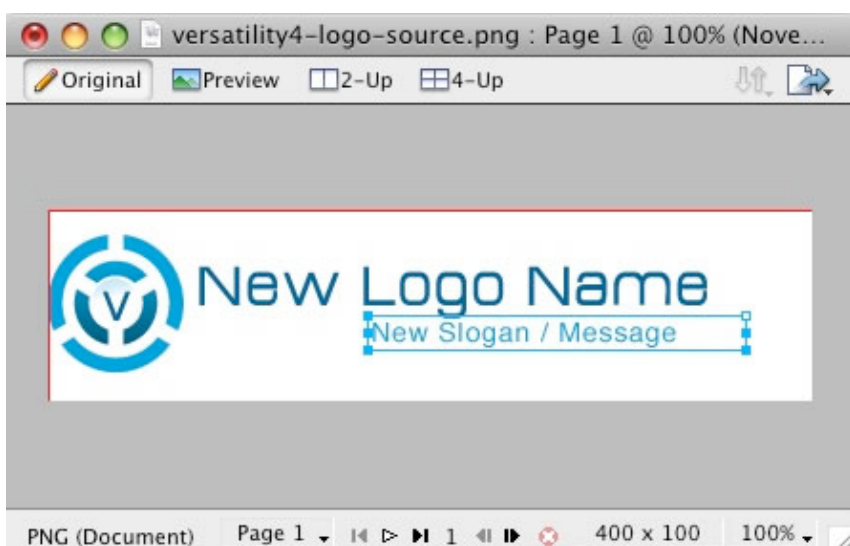 versatility4-logo-source.png : Page 1 @ 100% (Nove...
Original Preview 2-Up 4-Up
V
New Logo Name
New Slogan / Message
PNG (Document) Page 1 1 400 x 100 100%